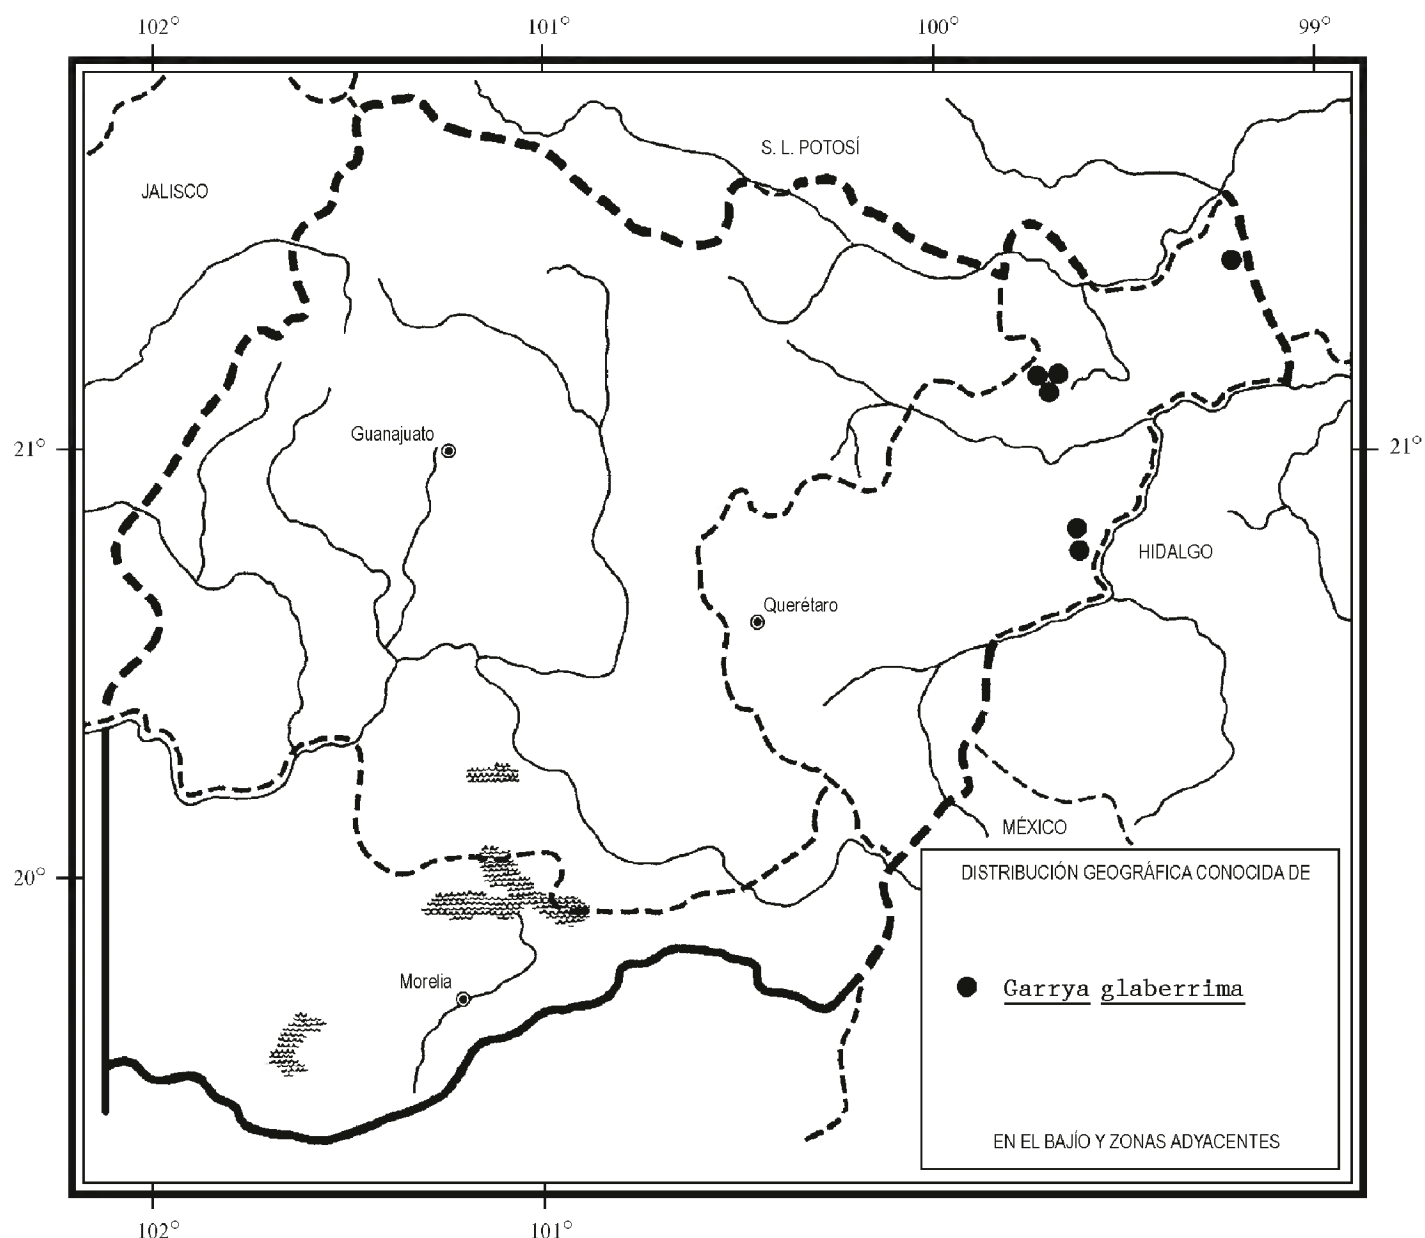 102° 101° 100° 99°
S. L. POTOSÍ
JALISCO
Guanajuato
21° 21°
HIDALGO
Querétaro
MÉXICO
20°
DISTRIBUCIÓN GEOGRÁFICA CONOCIDA DE
Morelia
Garrya glaberrima
EN EL BAJÍO Y ZONAS ADYACENTES
102° 101°